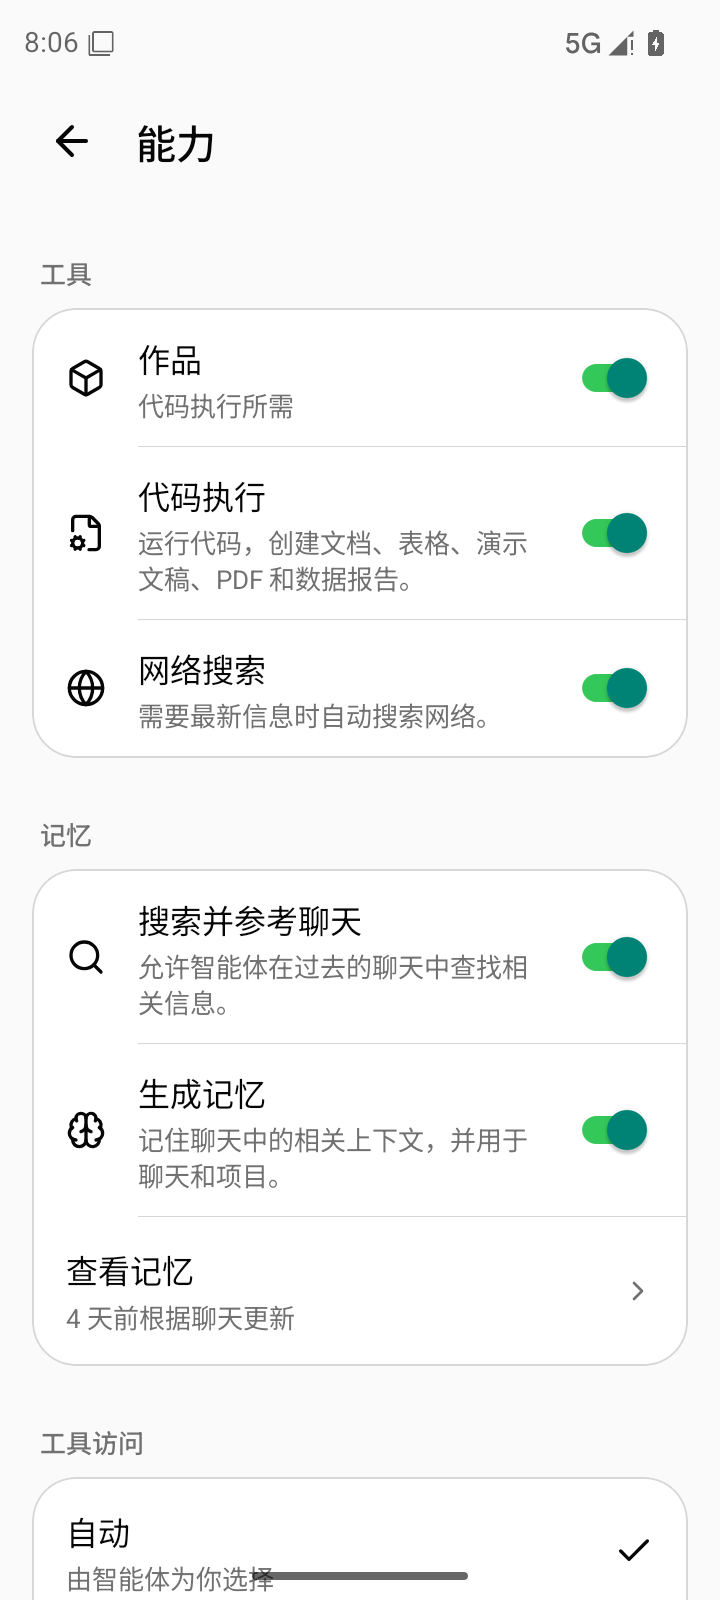 8:06
5G
能力
工具
作品
代码执行所需
代码执行
运行代码，创建文档、表格、演示
文稿、PDF 和数据报告。
网络搜索
需要最新信息时自动搜索网络。
记忆
搜索并参考聊天
允许智能体在过去的聊天中查找相
关信息。
生成记忆
记住聊天中的相关上下文，并用于
聊天和项目。
查看记忆
4 天前根据聊天更新
工具访问
自动
由智能体为你选择